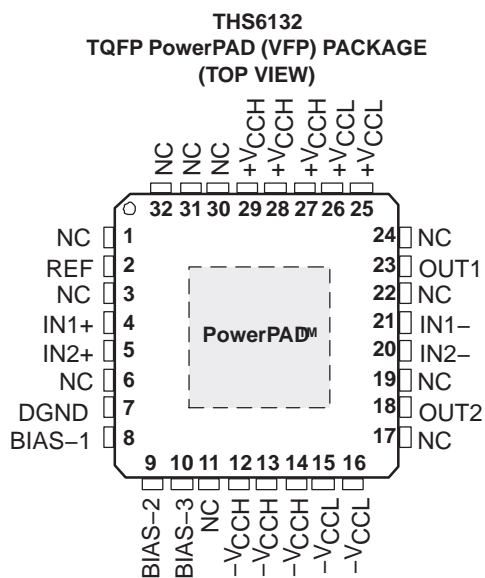 THS6132
TQFP PowerPAD (VFP) PACKAGE
(TOP VIEW)
NC
NC
NC
+VCCH
+VCCH
+VCCH
+VCCL
+VCCL
32 31 30 29 28 27 26 25
NC 1
REF 2
NC 3
IN1+ 4
IN2+ 5
NC 6
DGND 7
BIAS−1 8
PowerPAD™
24 NC
23 OUT1
22 NC
21 IN1−
20 IN2−
19 NC
18 OUT2
17 NC
9 10 11 12 13 14 15 16
BIAS−2
BIAS−3
NC
−VCCH
−VCCH
−VCCH
−VCCL
−VCCL